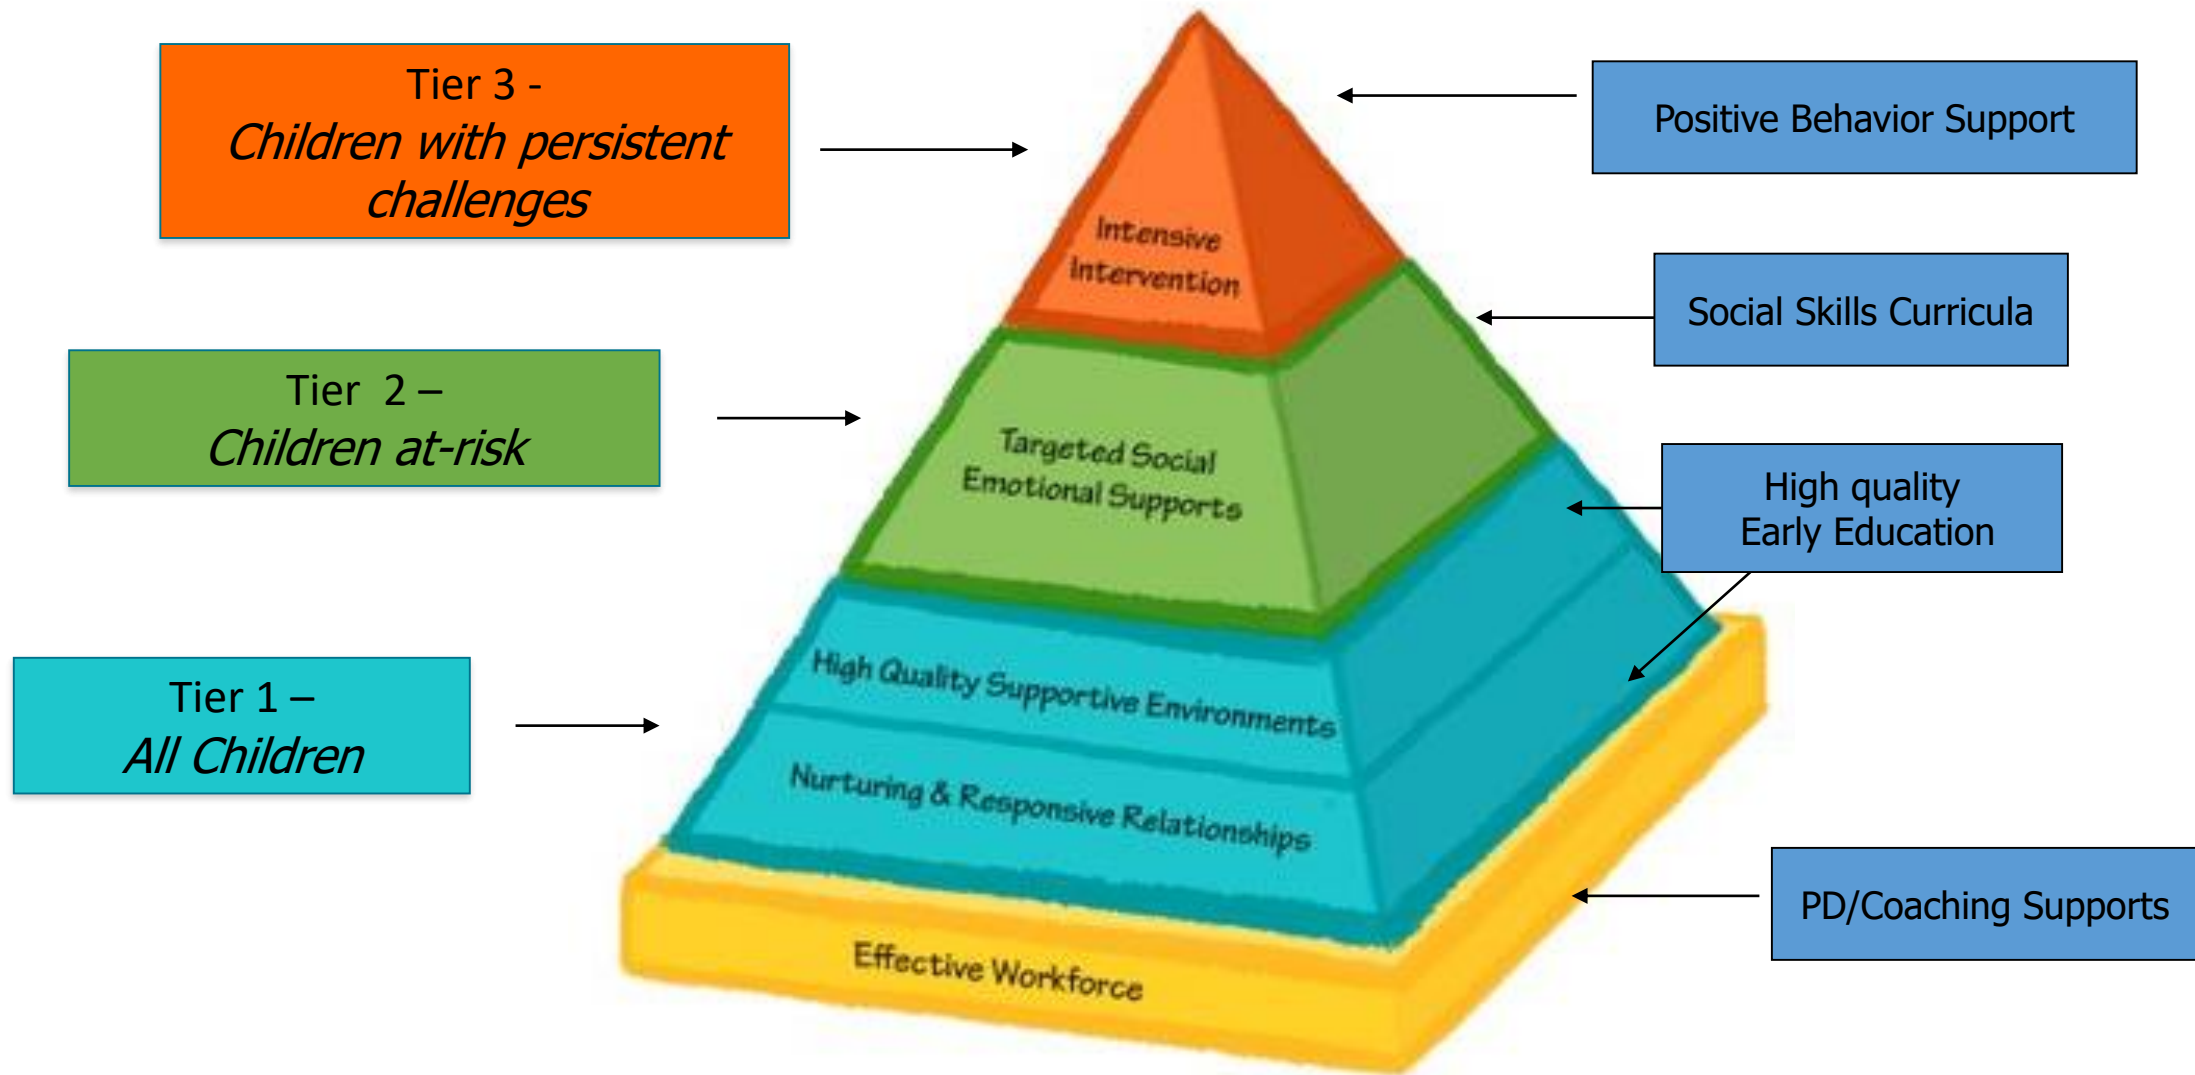 Tier 3 -
Children with persistent
challenges
Positive Behavior Support
Intensive
Intervention
Social Skills Curricula
Tier 2 –
Children at-risk
Targeted Social
Emotional Supports
High quality
Early Education
Tier 1 –
All Children
High Quality Supportive Environments
Nurturing & Responsive Relationships
PD/Coaching Supports
Effective Workforce